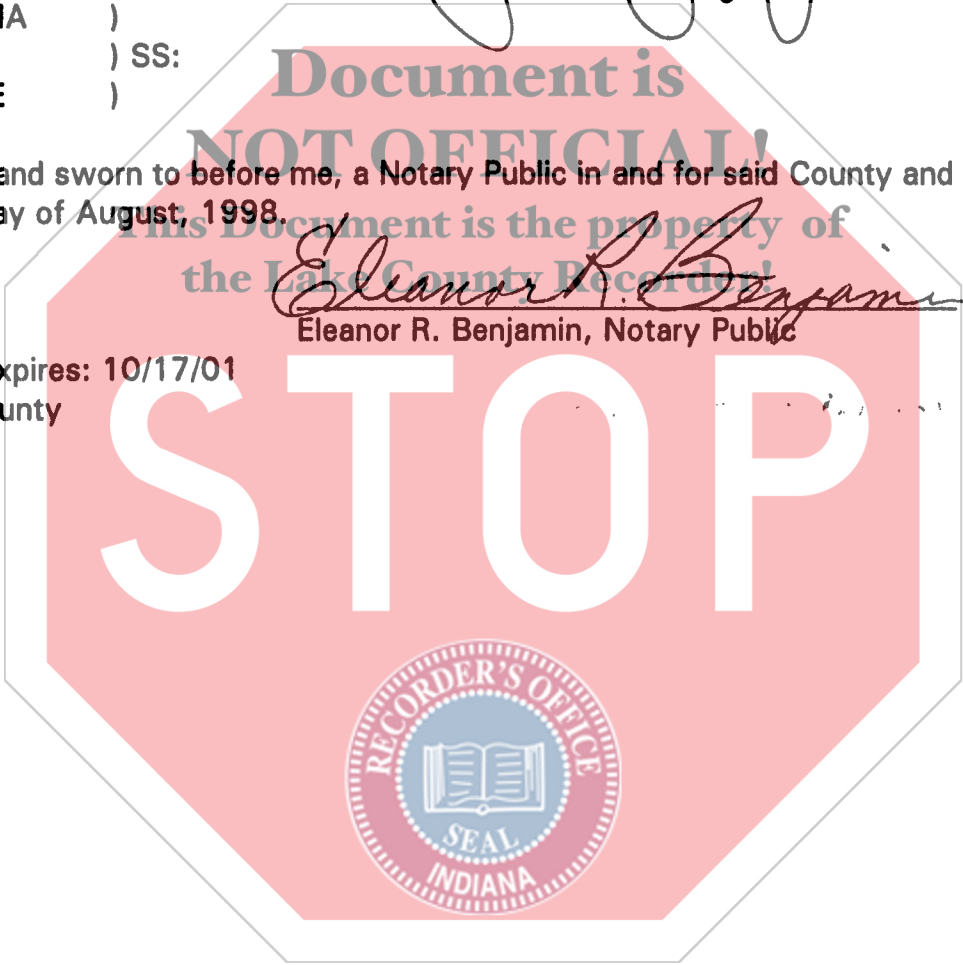 IA )
) SS:
E )
Document is
NOT OFFICIAL!
and sworn to before me, a Notary Public in and for said County and
ay of August, 1998.
This Document is the property of
the Lake County Recorder!
Eleanor R. Benjamin
Eleanor R. Benjamin, Notary Public
xpires: 10/17/01
unty
STOP
RECORDER'S OFFICE
SEAL
INDIANA